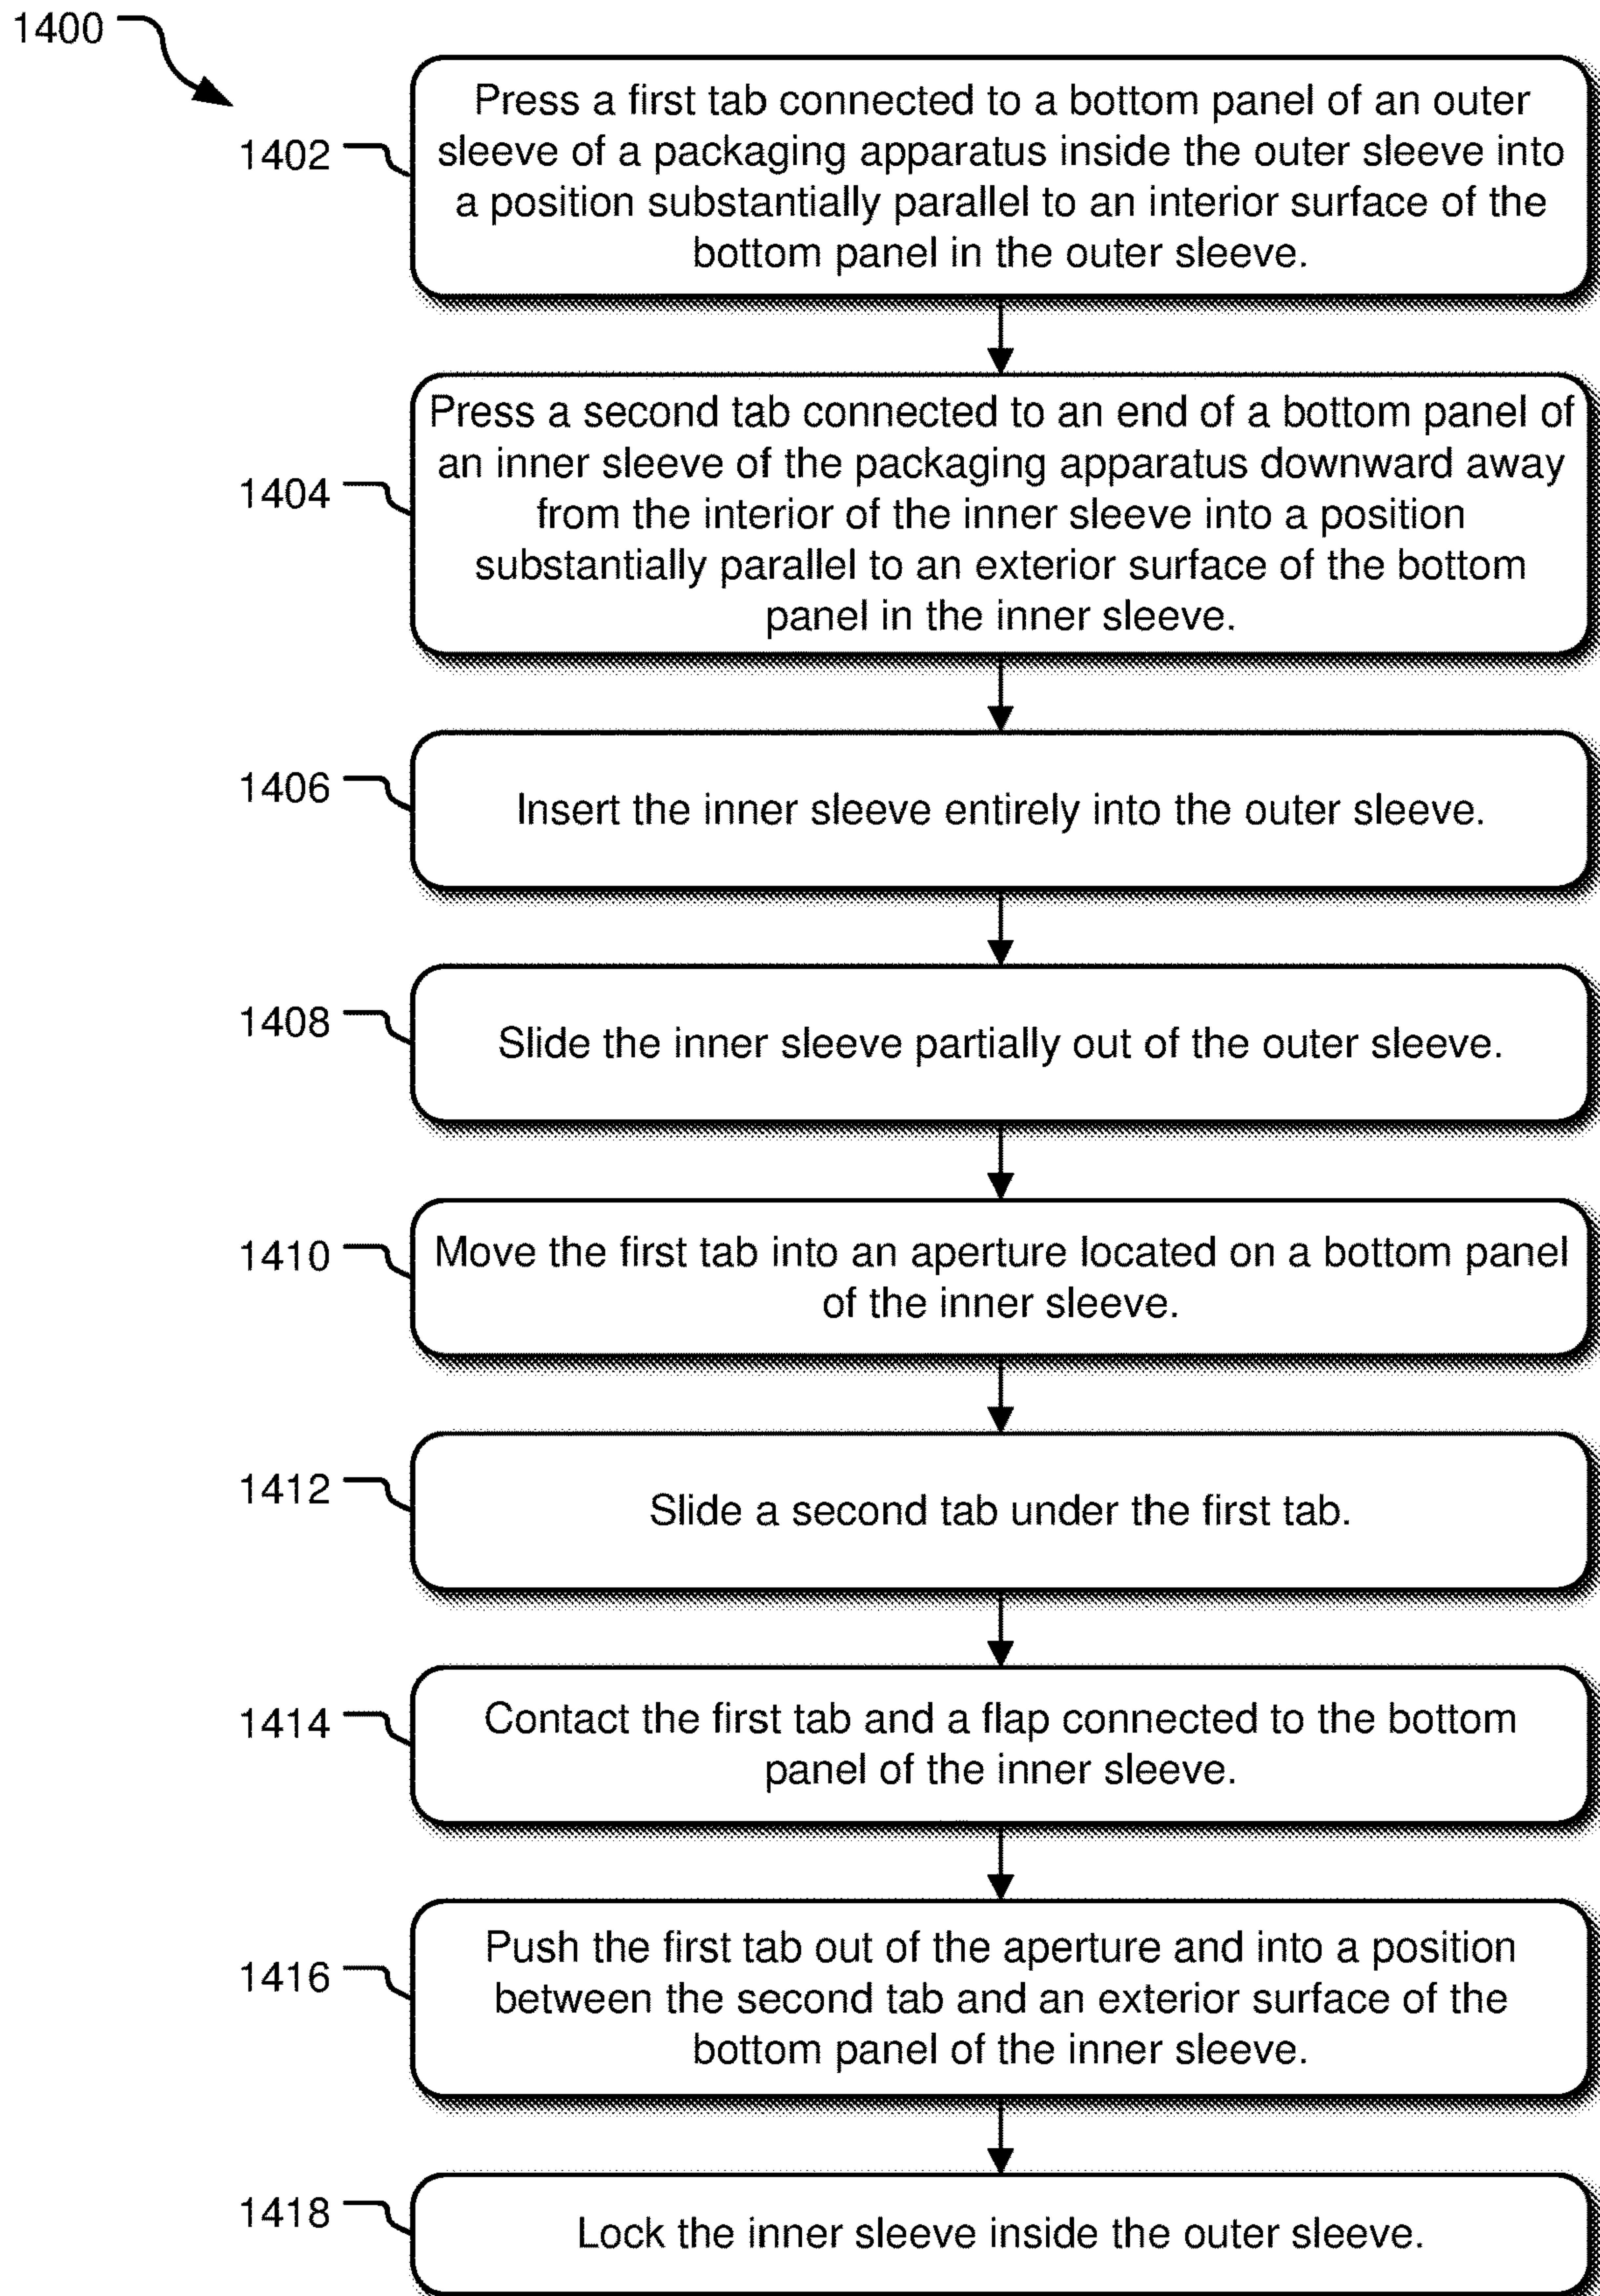 1400
1402
Press a first tab connected to a bottom panel of an outer
sleeve of a packaging apparatus inside the outer sleeve into
a position substantially parallel to an interior surface of the
bottom panel in the outer sleeve.
1404
Press a second tab connected to an end of a bottom panel of
an inner sleeve of the packaging apparatus downward away
from the interior of the inner sleeve into a position
substantially parallel to an exterior surface of the bottom
panel in the inner sleeve.
1406
Insert the inner sleeve entirely into the outer sleeve.
1408
Slide the inner sleeve partially out of the outer sleeve.
1410
Move the first tab into an aperture located on a bottom panel
of the inner sleeve.
1412
Slide a second tab under the first tab.
1414
Contact the first tab and a flap connected to the bottom
panel of the inner sleeve.
1416
Push the first tab out of the aperture and into a position
between the second tab and an exterior surface of the
bottom panel of the inner sleeve.
1418
Lock the inner sleeve inside the outer sleeve.